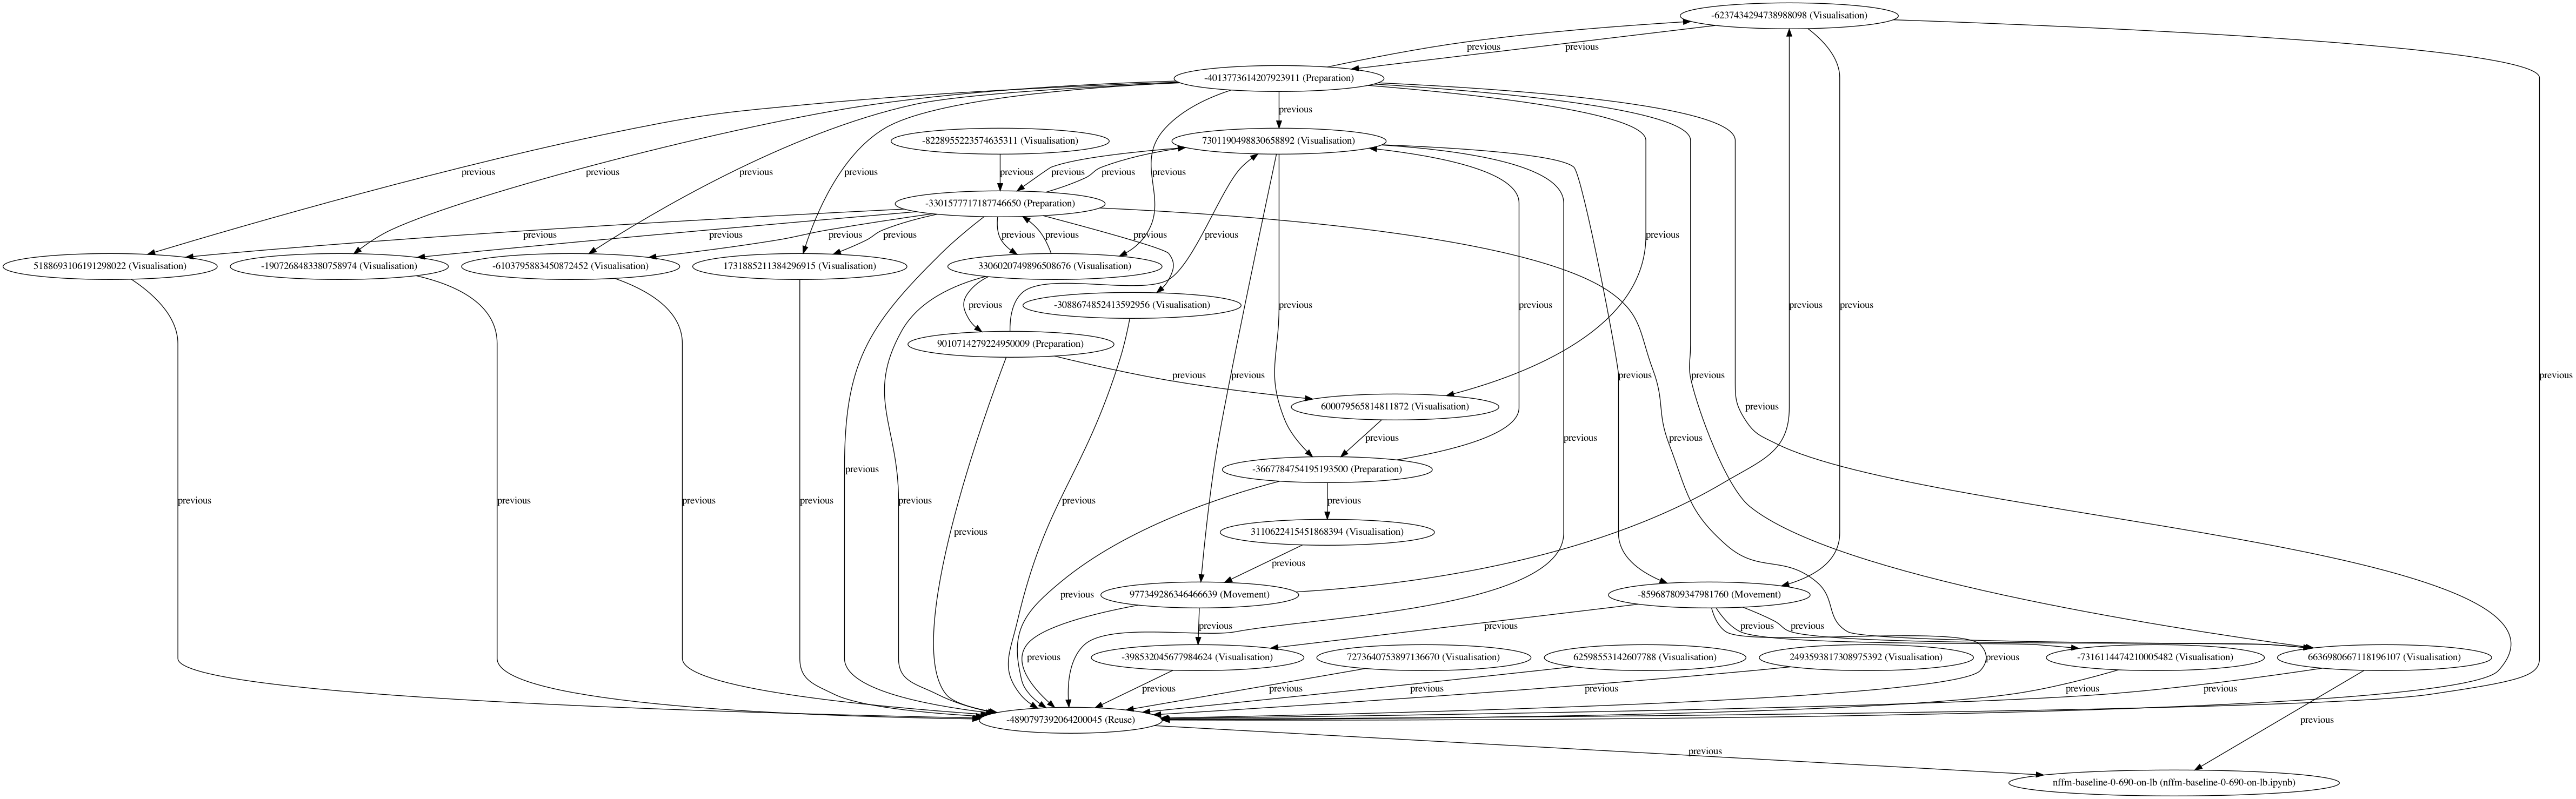 -6237434294738988098 (Visualisation)
previous
previous
-4013773614207923911 (Preparation)
previous
-8228955223574635311 (Visualisation)
7301190498830658892 (Visualisation)
previous
previous
previous
previous
previous
previous
previous
previous
-3301577717187746650 (Preparation)
previous
previous
previous
previous
previous
previous
previous
previous
previous
5188693106191298022 (Visualisation)
-1907268483380758974 (Visualisation)
-6103795883450872452 (Visualisation)
1731885211384296915 (Visualisation)
3306020749896508676 (Visualisation)
previous
-3088674852413592956 (Visualisation)
previous
previous
previous
9010714279224950009 (Preparation)
previous
previous
previous
previous
previous
600079565814811872 (Visualisation)
previous
previous
previous
previous
previous
-3667784754195193500 (Preparation)
previous
previous
previous
previous
previous
previous
previous
3110622415451868394 (Visualisation)
previous
previous
977349286346466639 (Movement)
-859687809347981760 (Movement)
previous
previous
previous
previous
previous
previous
previous
-398532045677984624 (Visualisation)
7273640753897136670 (Visualisation)
62598553142607788 (Visualisation)
2493593817308975392 (Visualisation)
-7316114474210005482 (Visualisation)
6636980667118196107 (Visualisation)
previous
previous
previous
previous
previous
previous
-4890797392064200045 (Reuse)
previous
previous
nffm-baseline-0-690-on-lb (nffm-baseline-0-690-on-lb.ipynb)